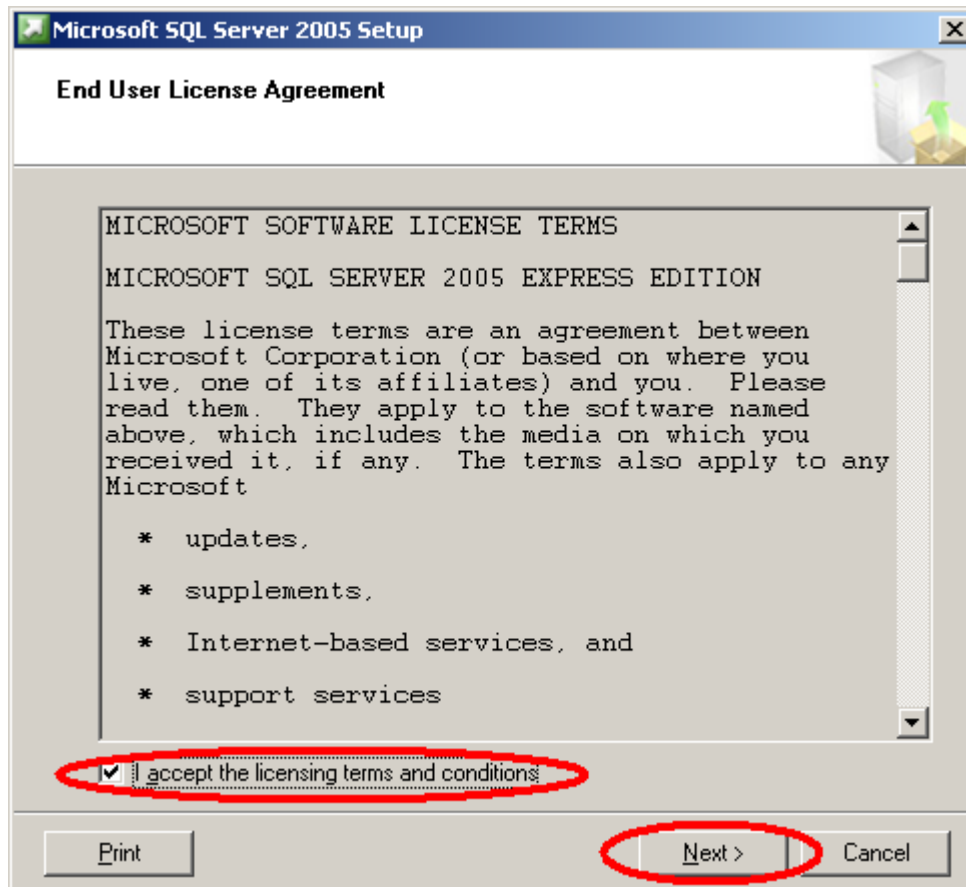 Microsoft SQL Server 2005 Setup
End User License Agreement
MICROSOFT SOFTWARE LICENSE TERMS
MICROSOFT SQL SERVER 2005 EXPRESS EDITION
These license terms are an agreement between
Microsoft Corporation (or based on where you
live, one of its affiliates) and you.  Please
read them.  They apply to the software named
above, which includes the media on which you
received it, if any.  The terms also apply to any
Microsoft
* updates,
* supplements,
* Internet-based services, and
* support services
I accept the licensing terms and conditions
Print
Next >
Cancel